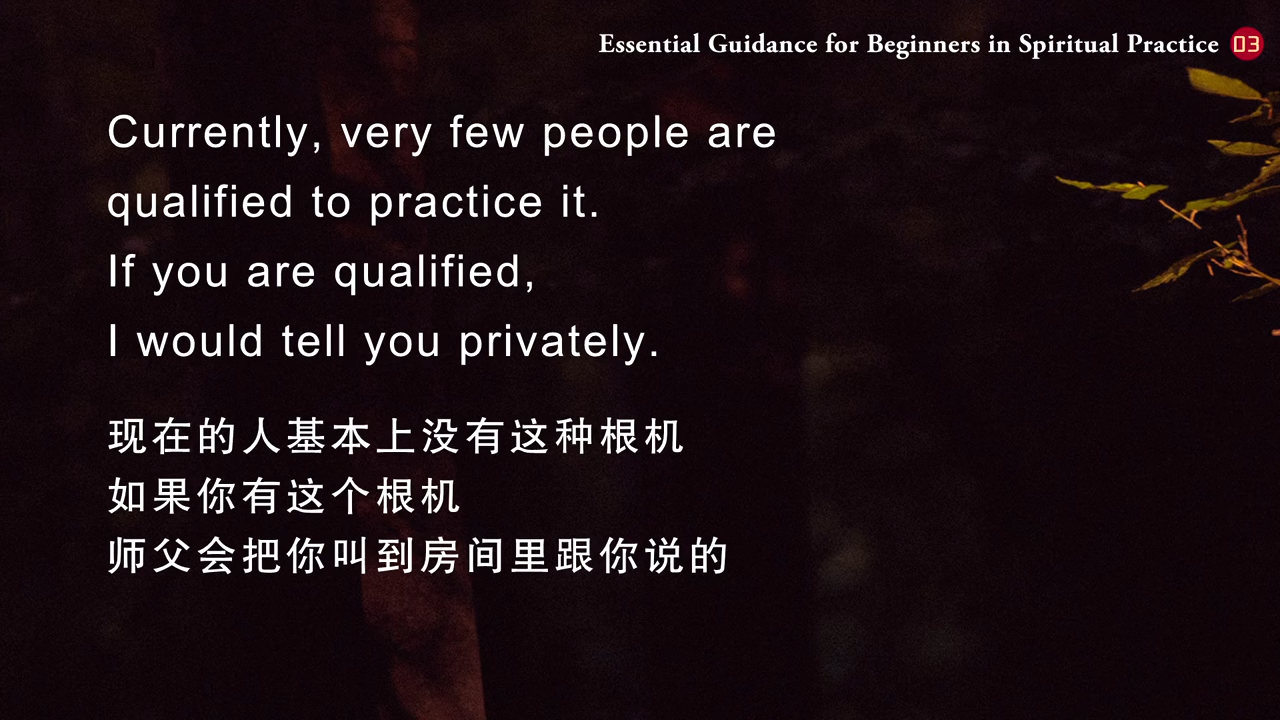 Essential Guidance for Beginners in Spiritual Practice 03
Currently, very few people are
qualified to practice it.
If you are qualified,
I would tell you privately.
现在的人基本上没有这种根机
如果你有这个根机
师父会把你叫到房间里跟你说的